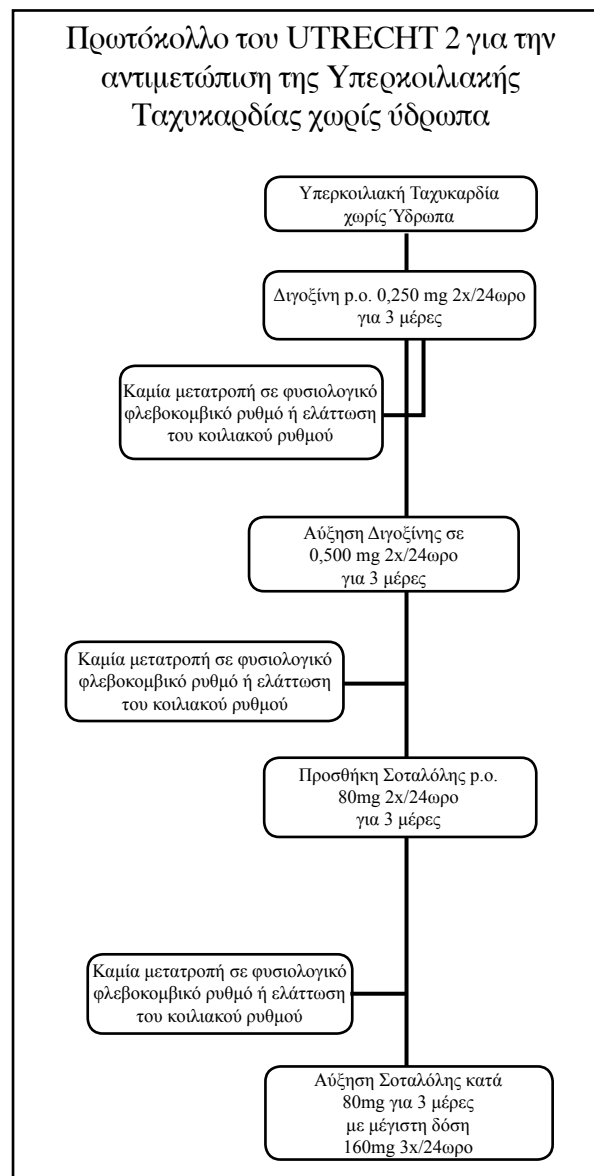 Πρωτόκολλο του UTRECHT 2 για την
αντιμετώπιση της Υπερκοιλιακής
Ταχυκαρδίας χωρίς ύδρωπα
Υπερκοιλιακή Ταχυκαρδία
χωρίς Ύδρωπα
Διγοξίνη p.o. 0,250 mg 2x/24ωρο
για 3 μέρες
Καμία μετατροπή σε φυσιολογικό
φλεβοκομβικό ρυθμό ή ελάττωση
του κοιλιακού ρυθμού
Αύξηση Διγοξίνης σε
0,500 mg 2x/24ωρο
για 3 μέρες
Καμία μετατροπή σε φυσιολογικό
φλεβοκομβικό ρυθμό ή ελάττωση
του κοιλιακού ρυθμού
Προσθήκη Σοταλόλης p.o.
80mg 2x/24ωρο
για 3 μέρες
Καμία μετατροπή σε φυσιολογικό
φλεβοκομβικό ρυθμό ή ελάττωση
του κοιλιακού ρυθμού
Αύξηση Σοταλόλης κατά
80mg για 3 μέρες
με μέγιστη δόση
160mg 3x/24ωρο